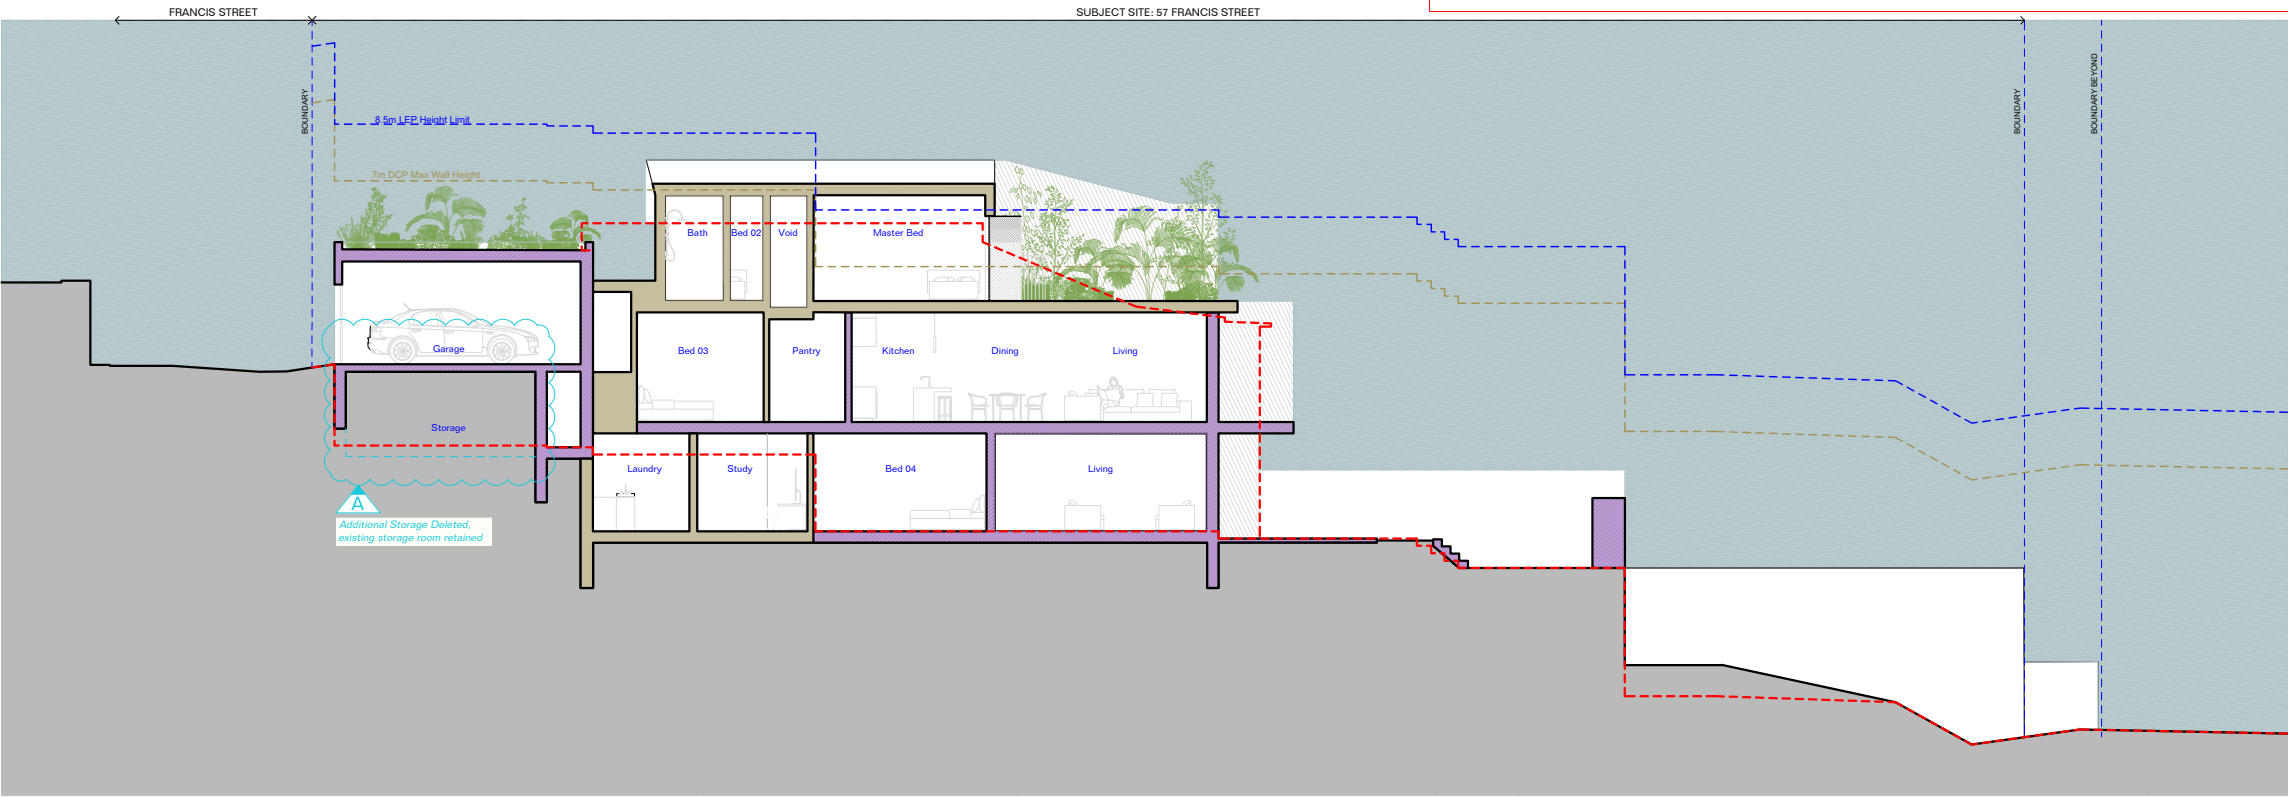 FRANCIS STREET
SUBJECT SITE: 57 FRANCIS STREET
BOUNDARY
BOUNDARY
BOUNDARY BEYOND
8.5m LEP Height Limit
7m DCP Max Wall Height
Bath
Bed 02
Void
Master Bed
Garage
Bed 03
Pantry
Kitchen
Dining
Living
Storage
Laundry
Study
Bed 04
Living
A
Additional Storage Deleted,
existing storage room retained